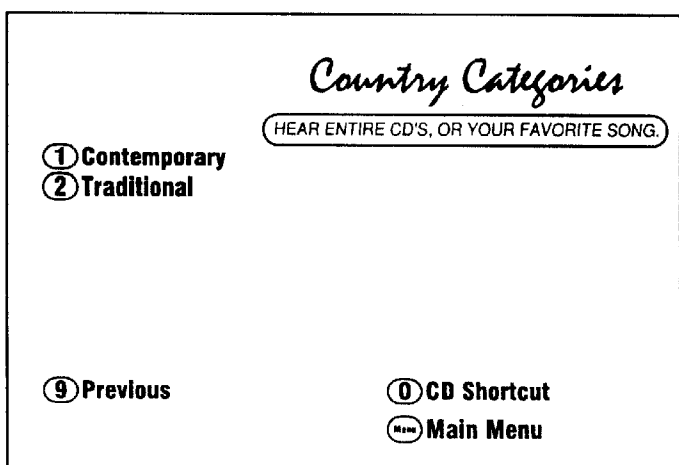 Country Categories
HEAR ENTIRE CD'S, OR YOUR FAVORITE SONG.
1 Contemporary
2 Traditional
9 Previous
0 CD Shortcut
Menu Main Menu